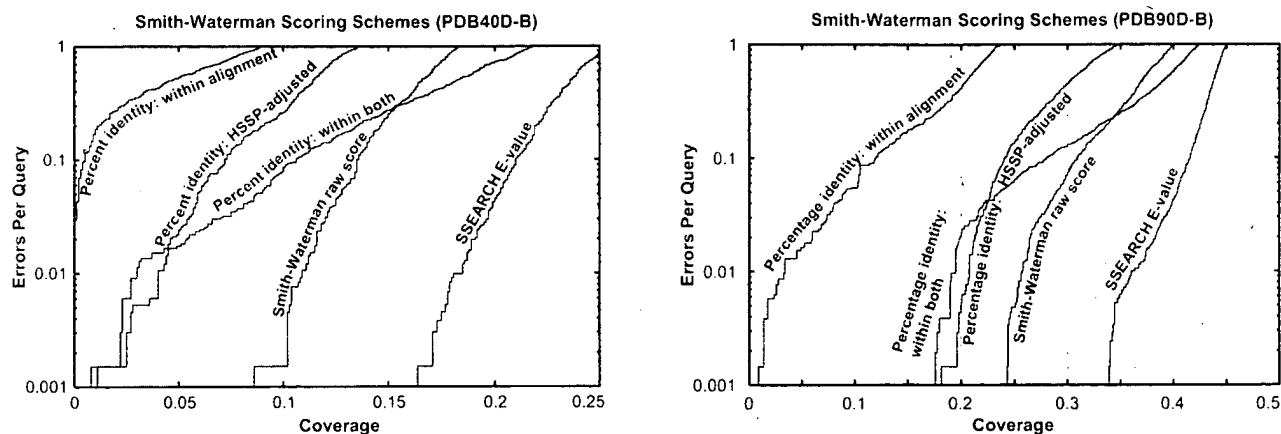 Smith-Waterman Scoring Schemes (PDB40D-B)
Errors Per Query
1
0.1
0.01
0.001
Percent identity: within alignment
Percent identity: HSSP-adjusted
Percent identity: within both
Smith-Waterman raw score
SSEARCH E-value
0
0.05
0.1
0.15
0.2
0.25
Coverage
Smith-Waterman Scoring Schemes (PDB90D-B)
Errors Per Query
1
0.1
0.01
0.001
Percentage identity: within alignment
Percentage identity:
within both
Percentage identity: HSSP-adjusted
Smith-Waterman raw score
SSEARCH E-value
0
0.1
0.2
0.3
0.4
0.5
Coverage